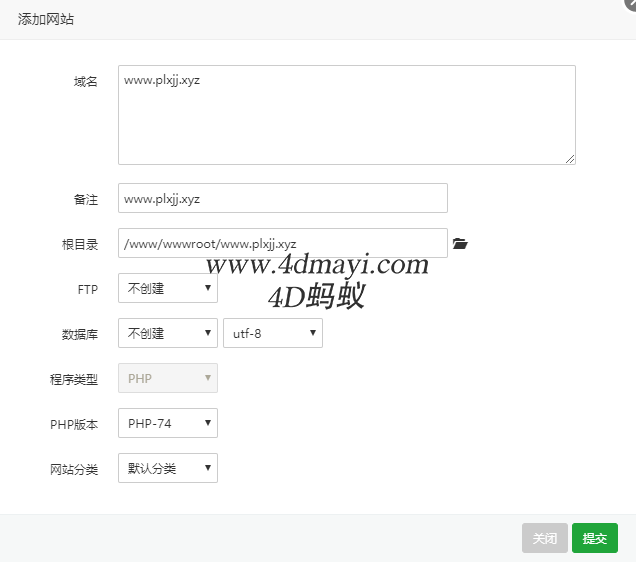 添加网站
域名
www.plxjj.xyz
备注
www.plxjj.xyz
根目录
/www/wwwroot/www.plxjj.xyz
www.4dmayi.com
FTP
不创建
4D蚂蚁
数据库
不创建
utf-8
程序类型
PHP
PHP版本
PHP-74
网站分类
默认分类
关闭
提交